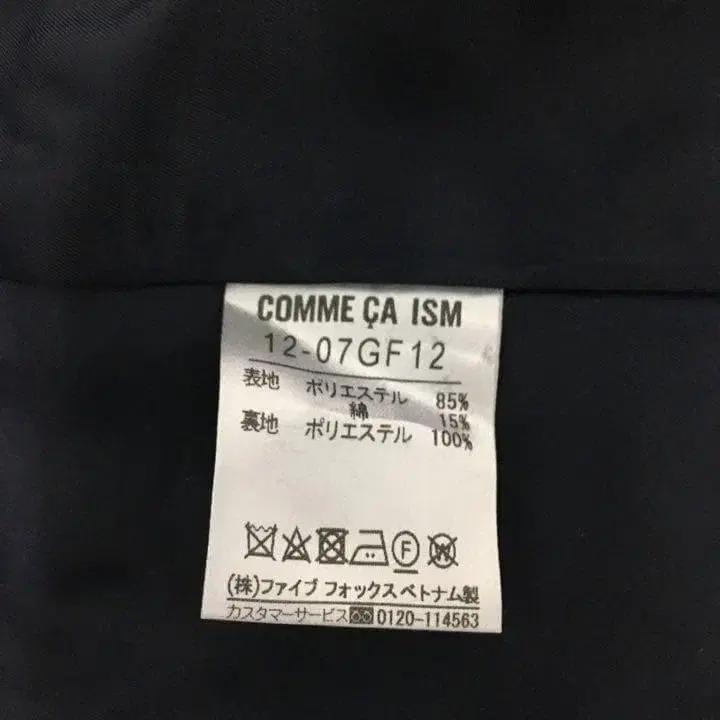 COMME ÇA ISM
12-07GF12
表地 ポリエステル 85%
綿 15%
裏地 ポリエステル 100%
F W
(株)ファイブ フォックス ベトナム製
カスタマーサービス 0120-114563